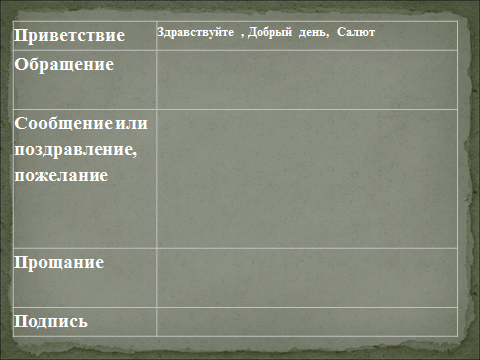 Приветствие
Здравствуйте , Добрый день, Салют
Обращение
Сообщение или
поздравление,
пожелание
Прощание
Подпись